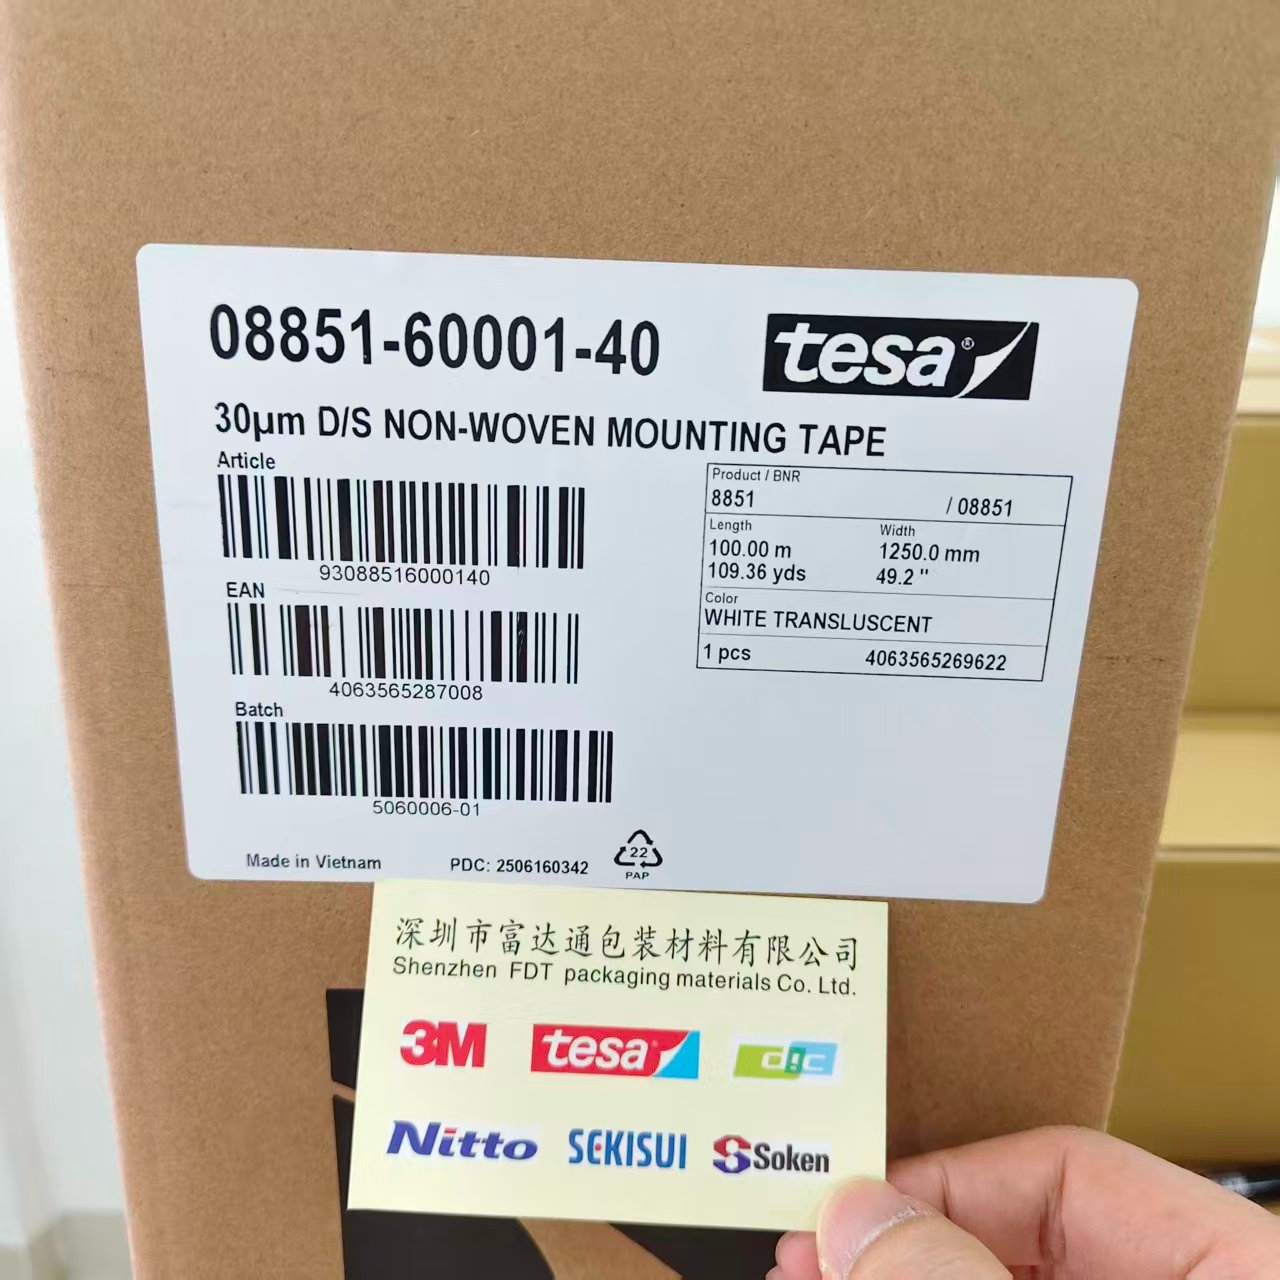 08851-60001-40
tesa®
30µm D/S NON-WOVEN MOUNTING TAPE
Article
93088516000140
EAN
4063565287008
Batch
5060006-01
Product / BNR
8851 / 08851
Length Width
100.00 m 1250.0 mm
109.36 yds 49.2 "
Color
WHITE TRANSLUSCENT
1 pcs 4063565269622
Made in Vietnam PDC: 2506160342
22
PAP
深圳市富达通包装材料有限公司
Shenzhen FDT packaging materials Co. Ltd.
3M tesa dic
Nitto SEKISUI Soken